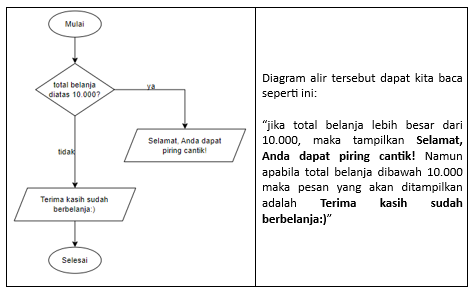 Mulai
total belanja
diatas 10.000?
ya
Selamat, Anda dapat
piring cantik!
tidak
Terima kasih sudah
berbelanja:)
Selesai
Diagram alir tersebut dapat kita baca
seperti ini:
“jika total belanja lebih besar dari
10.000, maka tampilkan Selamat,
Anda dapat piring cantik! Namun
apabila total belanja dibawah 10.000
maka pesan yang akan ditampilkan
adalah Terima kasih sudah
berbelanja:)”